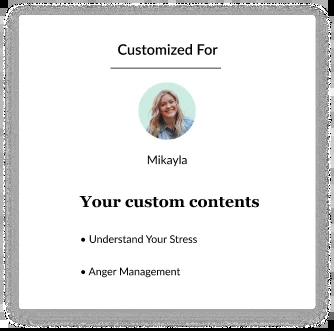 Customized For
Mikayla
Your custom contents
• Understand Your Stress
• Anger Management